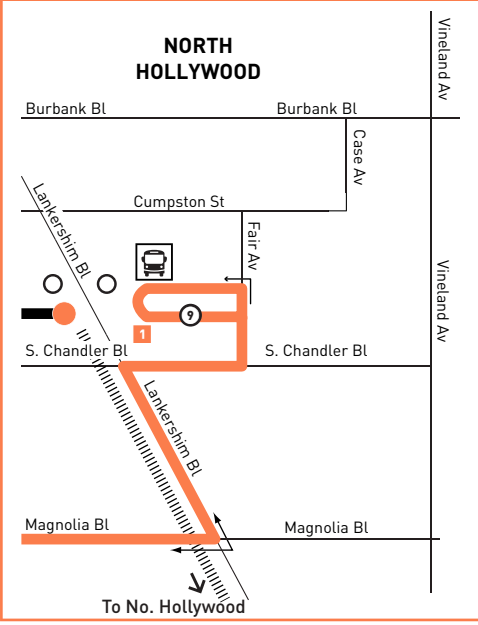 NORTH
HOLLYWOOD
Vineland Av
Burbank Bl
Burbank Bl
Case Av
Lankershim Bl
Cumpston St
Fair Av
Vineland Av
9
1
S. Chandler Bl
S. Chandler Bl
Lankershim Bl
Magnolia Bl
Magnolia Bl
To No. Hollywood